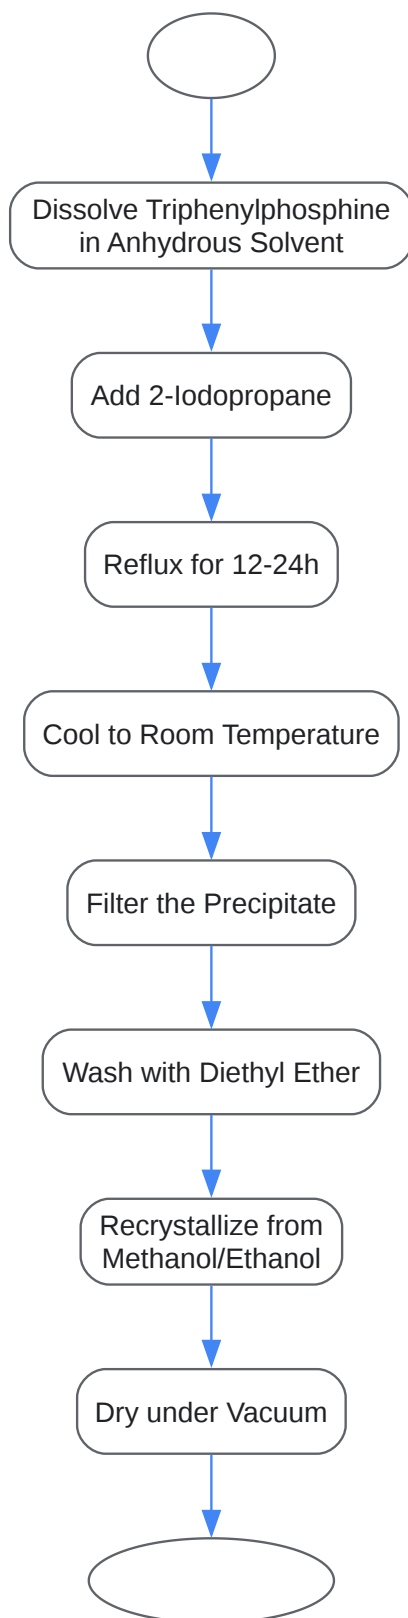 Dissolve Triphenylphosphine
in Anhydrous Solvent
Add 2-Iodopropane
Reflux for 12-24h
Cool to Room Temperature
Filter the Precipitate
Wash with Diethyl Ether
Recrystallize from
Methanol/Ethanol
Dry under Vacuum